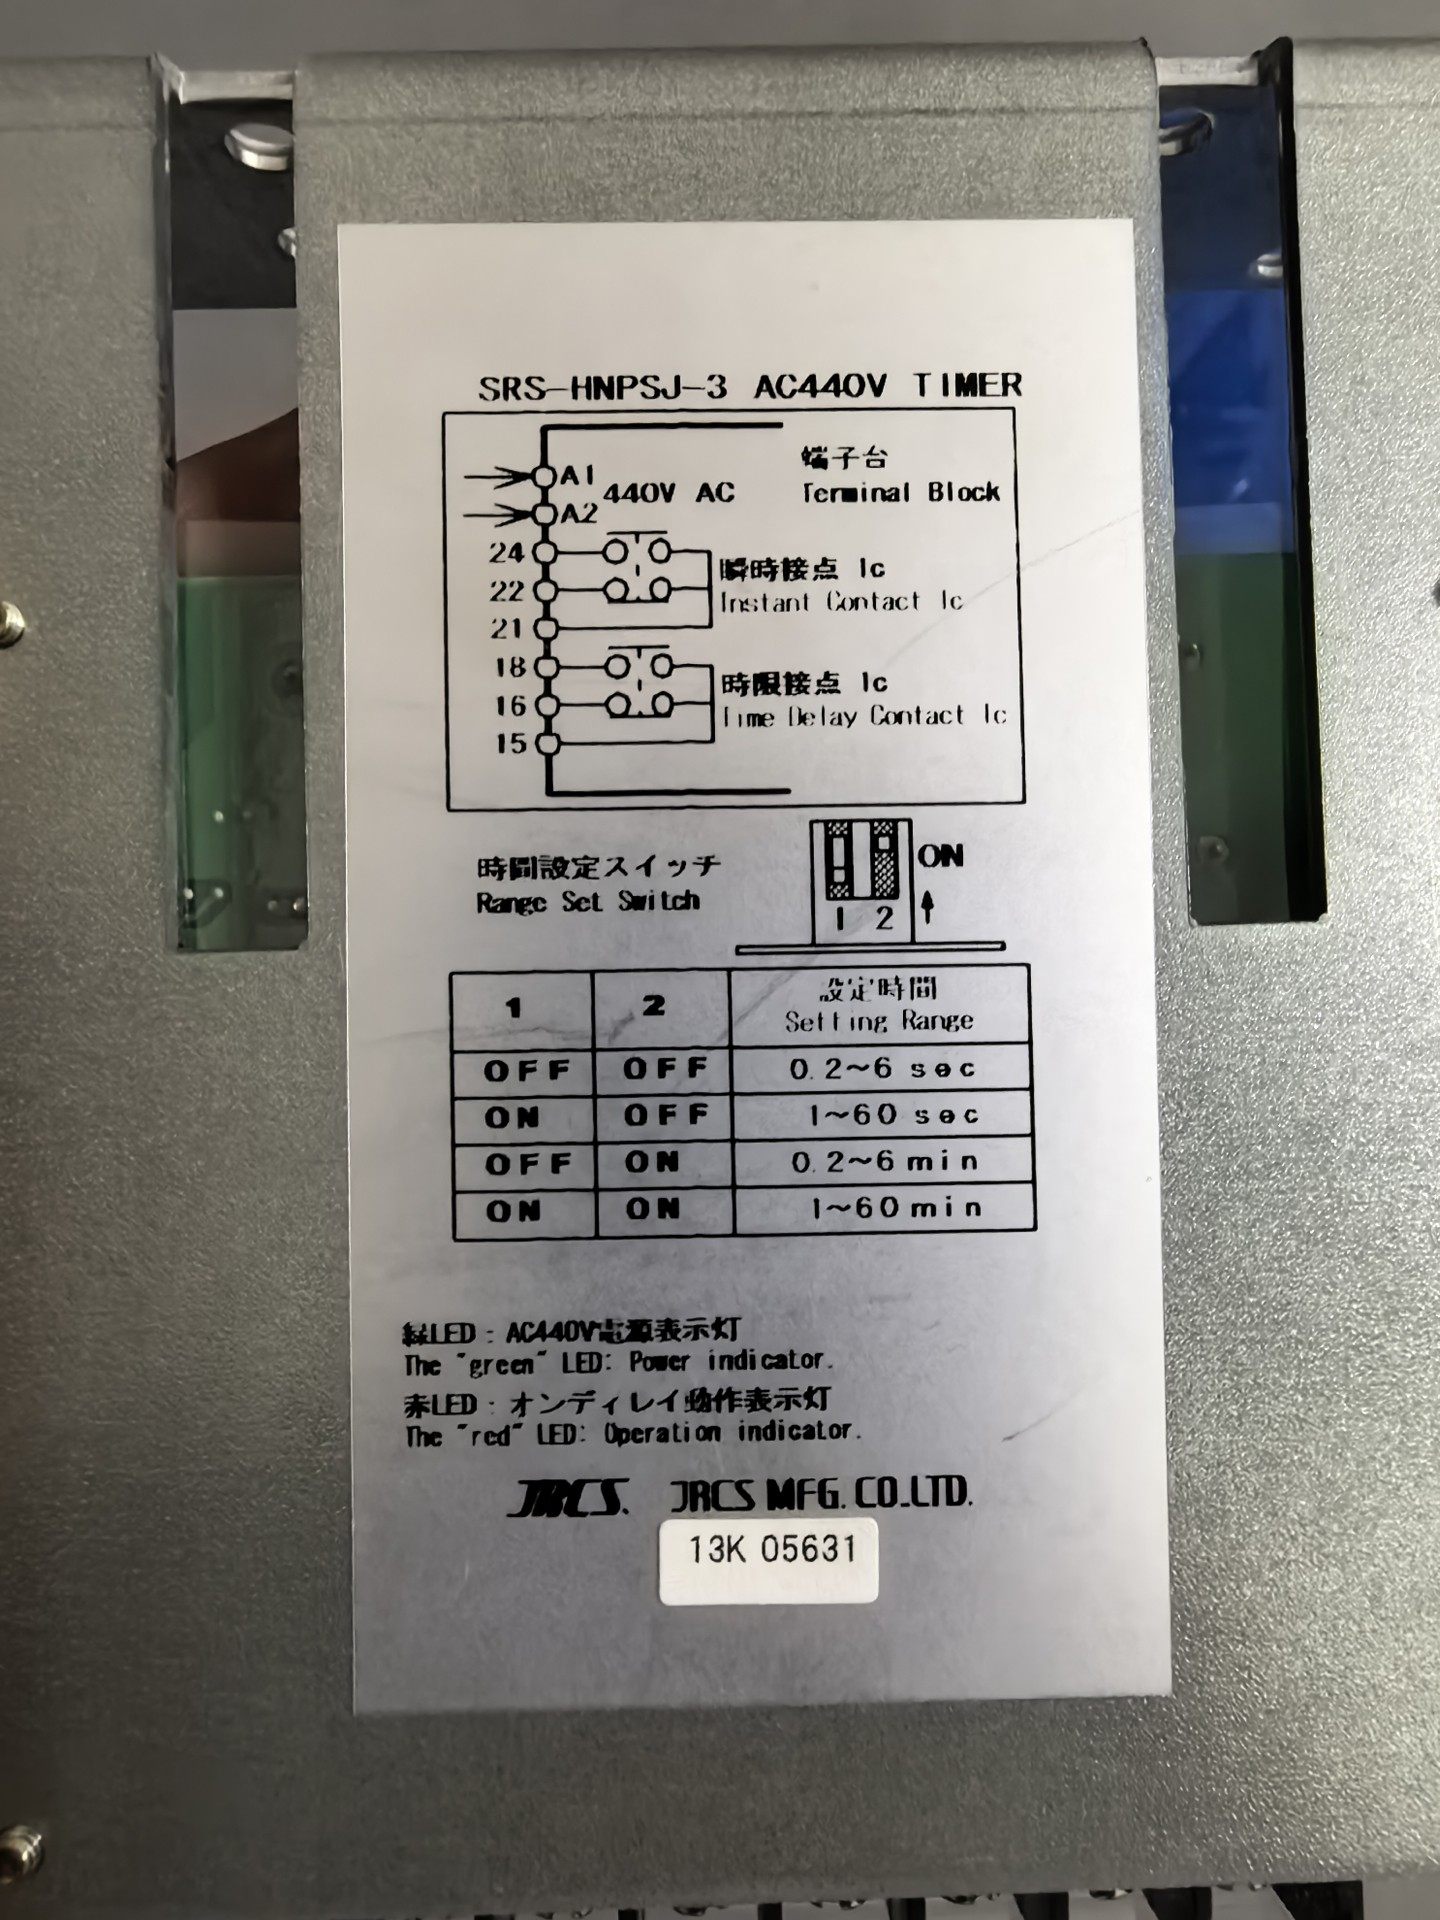 SRS-HNPSJ-3 AC440V TIMER
A1
440V AC
A2
端子台
Terminal Block
24
22
21
瞬時接点 1c
Instant Contact 1c
18
16
15
時限接点 1c
Time Delay Contact 1c
時間設定スイッチ
Range Set Switch
1 2
ON
1 2 設定時間
Setting Range
OFF OFF 0.2~6 sec
ON OFF 1~60 sec
OFF ON 0.2~6 min
ON ON 1~60 min
緑LED : AC440V電源表示灯
The "green" LED: Power indicator.
赤LED : オンディレイ動作表示灯
The "red" LED: Operation indicator.
JRCS. JRCS MFG. CO.,LTD.
13K 05631